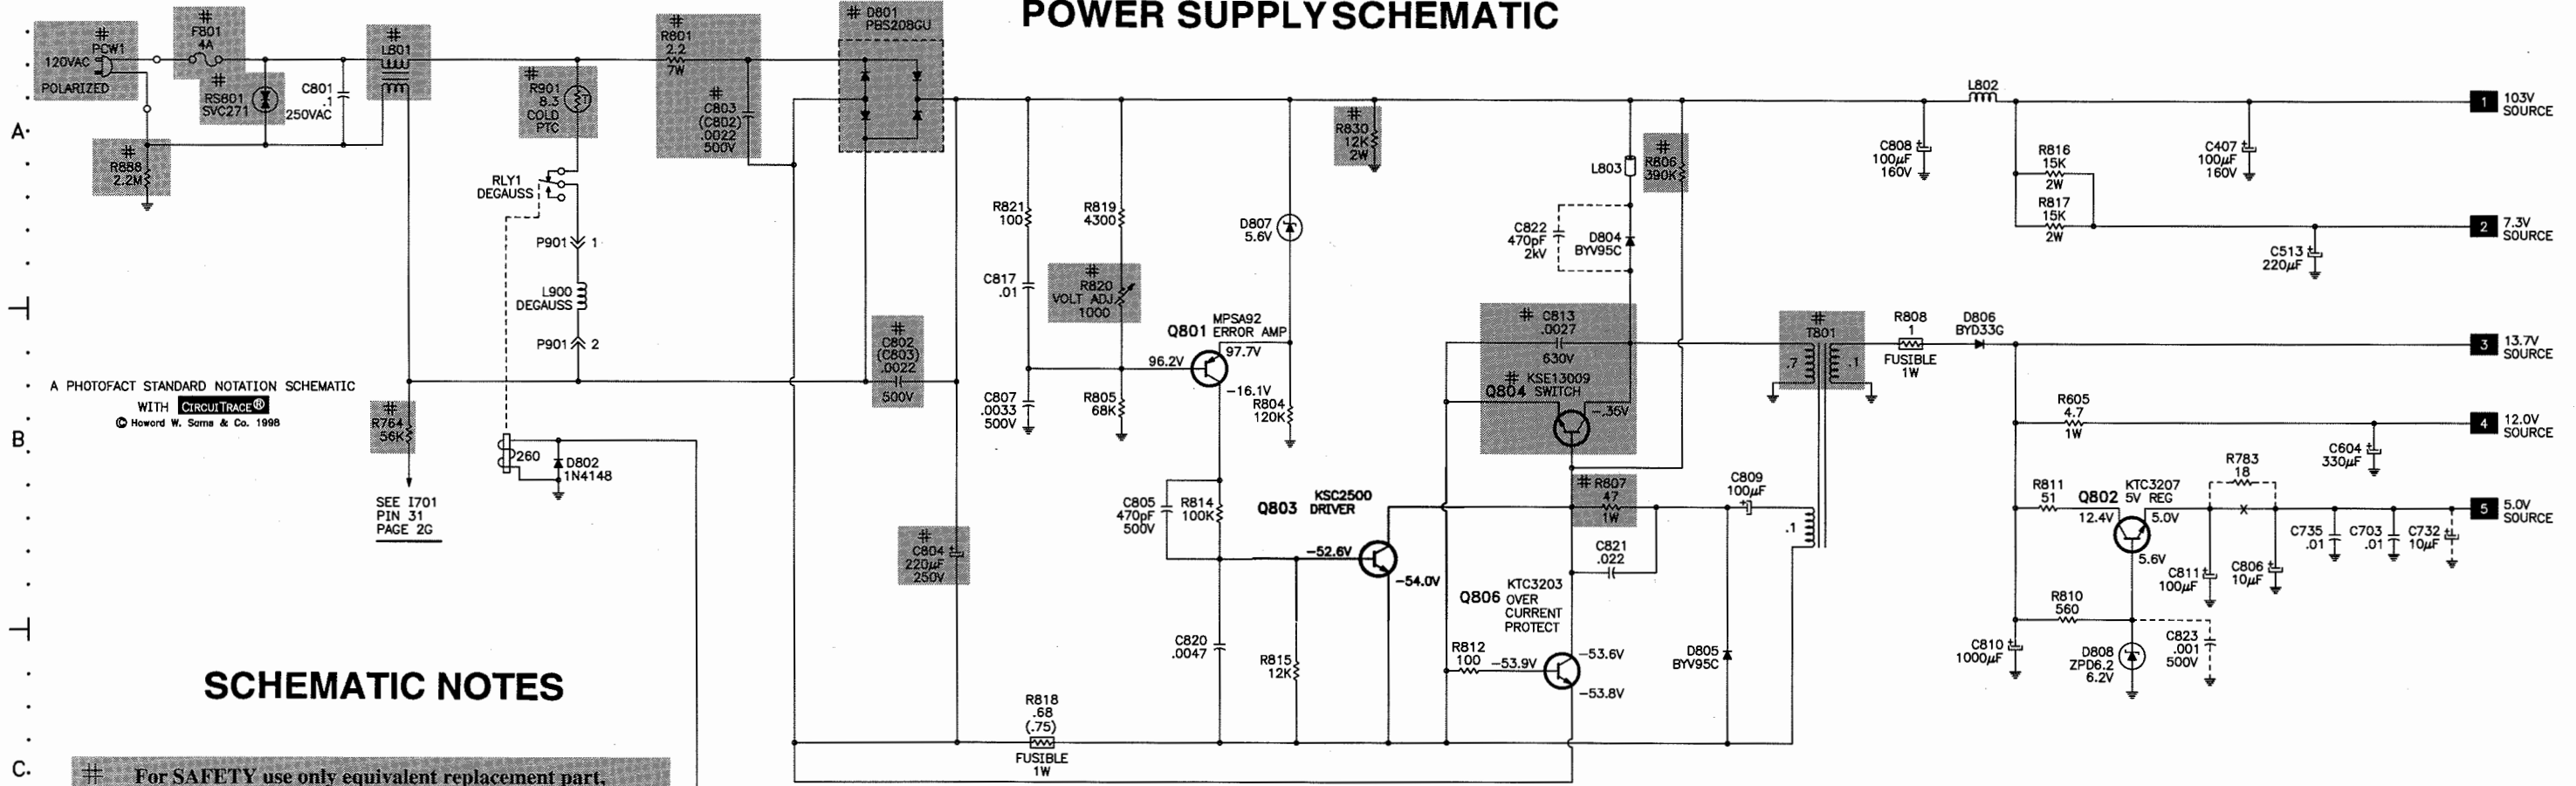 POWER SUPPLY SCHEMATIC
#
PCW1
120VAC
POLARIZED
#
F801
4A
#
RS801
SVC271
C801
.1
250VAC
#
L801
#
R888
2.2M
#
R901
8.3
COLD
PTC
T
RLY1
DEGAUSS
P901
1
L900
DEGAUSS
P901
2
#
R801
2.2
7W
#
C803
(C802)
.0022
500V
#
D801
PBS208GU
A PHOTOFACT STANDARD NOTATION SCHEMATIC
WITH CIRCUITRACE®
© Howard W. Sams & Co. 1998
#
R764
56K
SEE I701
PIN 31
PAGE 2G
260
D802
1N4148
#
C802
(C803)
.0022
500V
#
C804
220µF
250V
R821
100
C817
.01
C807
.0033
500V
R819
4300
#
R820
VOLT ADJ
1000
R805
68K
D807
5.6V
MPSA92
Q801 ERROR AMP
96.2V
97.7V
-16.1V
R804
120K
C805
470pF
500V
R814
100K
C820
.0047
R815
12K
R818
.68
(.75)
FUSIBLE
1W
#
R830
12K
2W
KSC2500
Q803 DRIVER
-52.6V
-54.0V
L803
C822
470pF
2kV
D804
BYV95C
#
R806
390K
# C813
.0027
630V
# KSE13009
Q804 SWITCH
-.35V
# R807
47
1W
C809
100µF
C821
.022
KTC3203
Q806 OVER
CURRENT
PROTECT
R812
100
-53.9V
-53.6V
-53.8V
D805
BYV95C
#
T801
.7
.1
.1
R808
1
FUSIBLE
1W
D806
BYD33G
C808
100µF
160V
L802
R816
15K
2W
R817
15K
2W
C407
100µF
160V
C513
220µF
1 103V
SOURCE
2 7.3V
SOURCE
3 13.7V
SOURCE
4 12.0V
SOURCE
5 5.0V
SOURCE
R605
4.7
1W
C604
330µF
R811
51
KTC3207
Q802 5V REG
12.4V
5.0V
5.6V
R783
18
X
C735
.01
C703
.01
C732
10µF
C811
100µF
C806
10µF
R810
560
C810
1000µF
D808
ZPD6.2
6.2V
C823
.001
500V
A
B
C
SCHEMATIC NOTES
# For SAFETY use only equivalent replacement part,